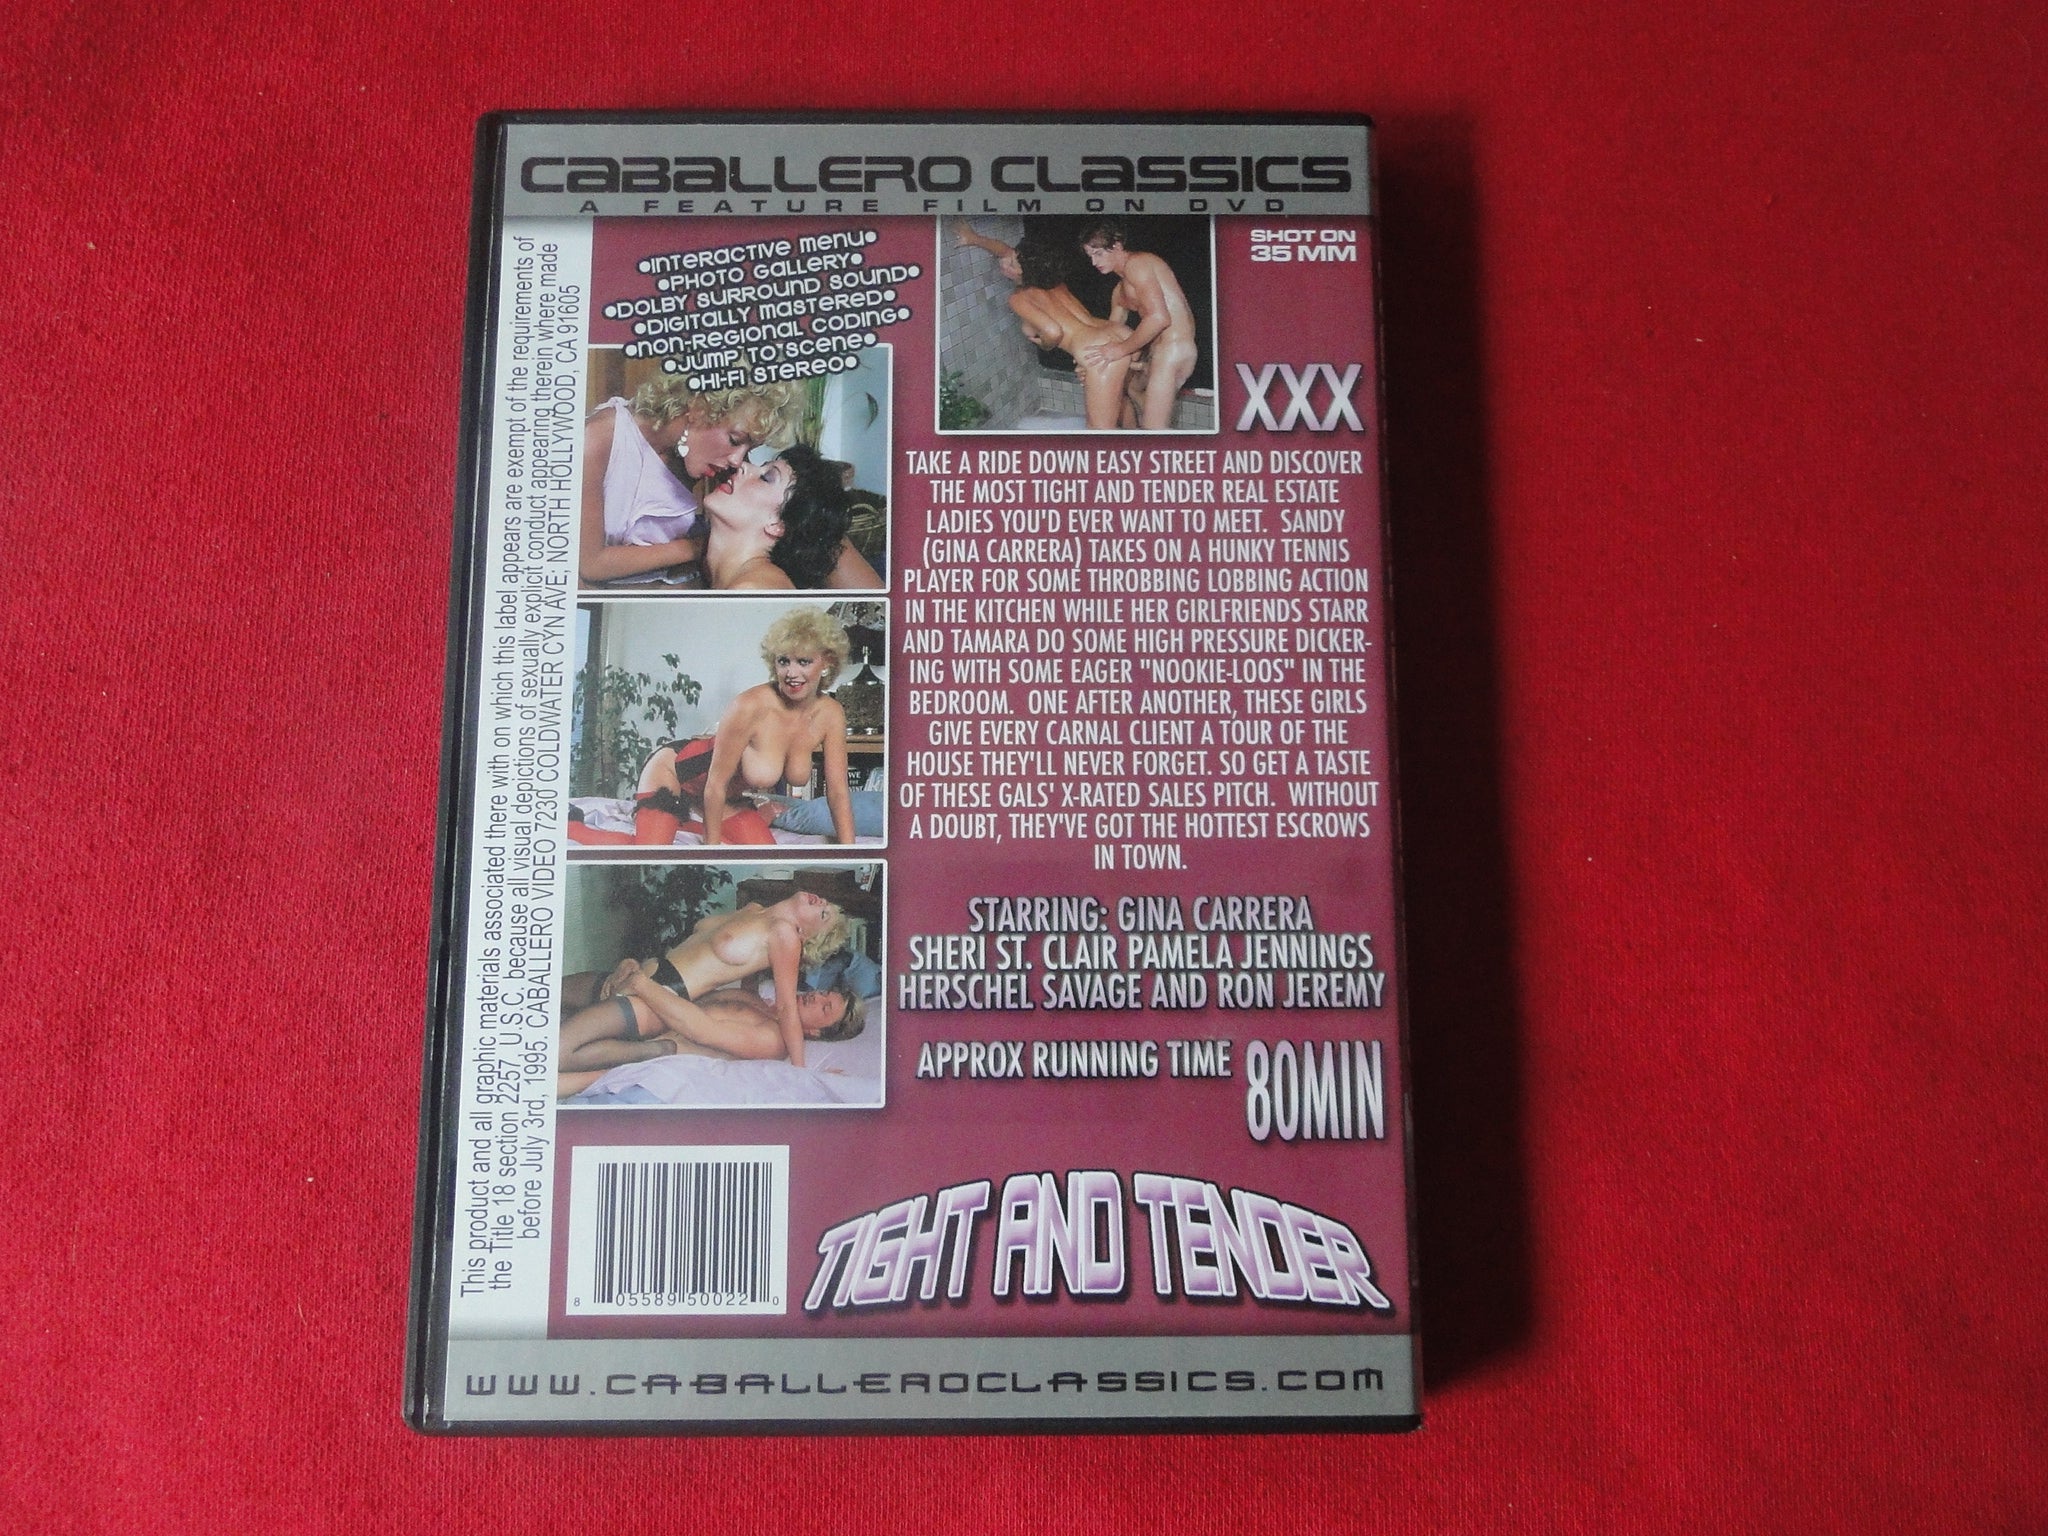 CABALLERO CLASSICS
A FEATURE FILM ON DVD
•INTERACTIVE MENU•
•PHOTO GALLERY•
•DOLBY SURROUND SOUND•
•DIGITALLY MASTERED•
•NON-REGIONAL CODING•
•JUMP TO SCENE•
•HI-FI STEREO•
SHOT ON
35 MM
XXX
TAKE A RIDE DOWN EASY STREET AND DISCOVER
THE MOST TIGHT AND TENDER REAL ESTATE
LADIES YOU'D EVER WANT TO MEET. SANDY
(GINA CARRERA) TAKES ON A HUNKY TENNIS
PLAYER FOR SOME THROBBING LOBBING ACTION
IN THE KITCHEN WHILE HER GIRLFRIENDS STARR
AND TAMARA DO SOME HIGH PRESSURE DICKER-
ING WITH SOME EAGER "NOOKIE-LOOS" IN THE
BEDROOM. ONE AFTER ANOTHER, THESE GIRLS
GIVE EVERY CARNAL CLIENT A TOUR OF THE
HOUSE THEY'LL NEVER FORGET. SO GET A TASTE
OF THESE GALS' X-RATED SALES PITCH. WITHOUT
A DOUBT, THEY'VE GOT THE HOTTEST ESCROWS
IN TOWN.
STARRING: GINA CARRERA
SHERI ST. CLAIR PAMELA JENNINGS
HERSCHEL SAVAGE AND RON JEREMY
APPROX RUNNING TIME 80MIN
TIGHT AND TENDER
This product and all graphic materials associated there with on which this label appears are exempt of the requirements of
the Title 18 section 2257, U.S.C. because all visual depictions of sexually explicit conduct appearing therein where made
before July 3rd, 1995. CABALLERO VIDEO 7230 COLDWATER CYN AVE; NORTH HOLLYWOOD, CA 91605
8 05589 50022 0
WWW.CABALLEROCLASSICS.COM